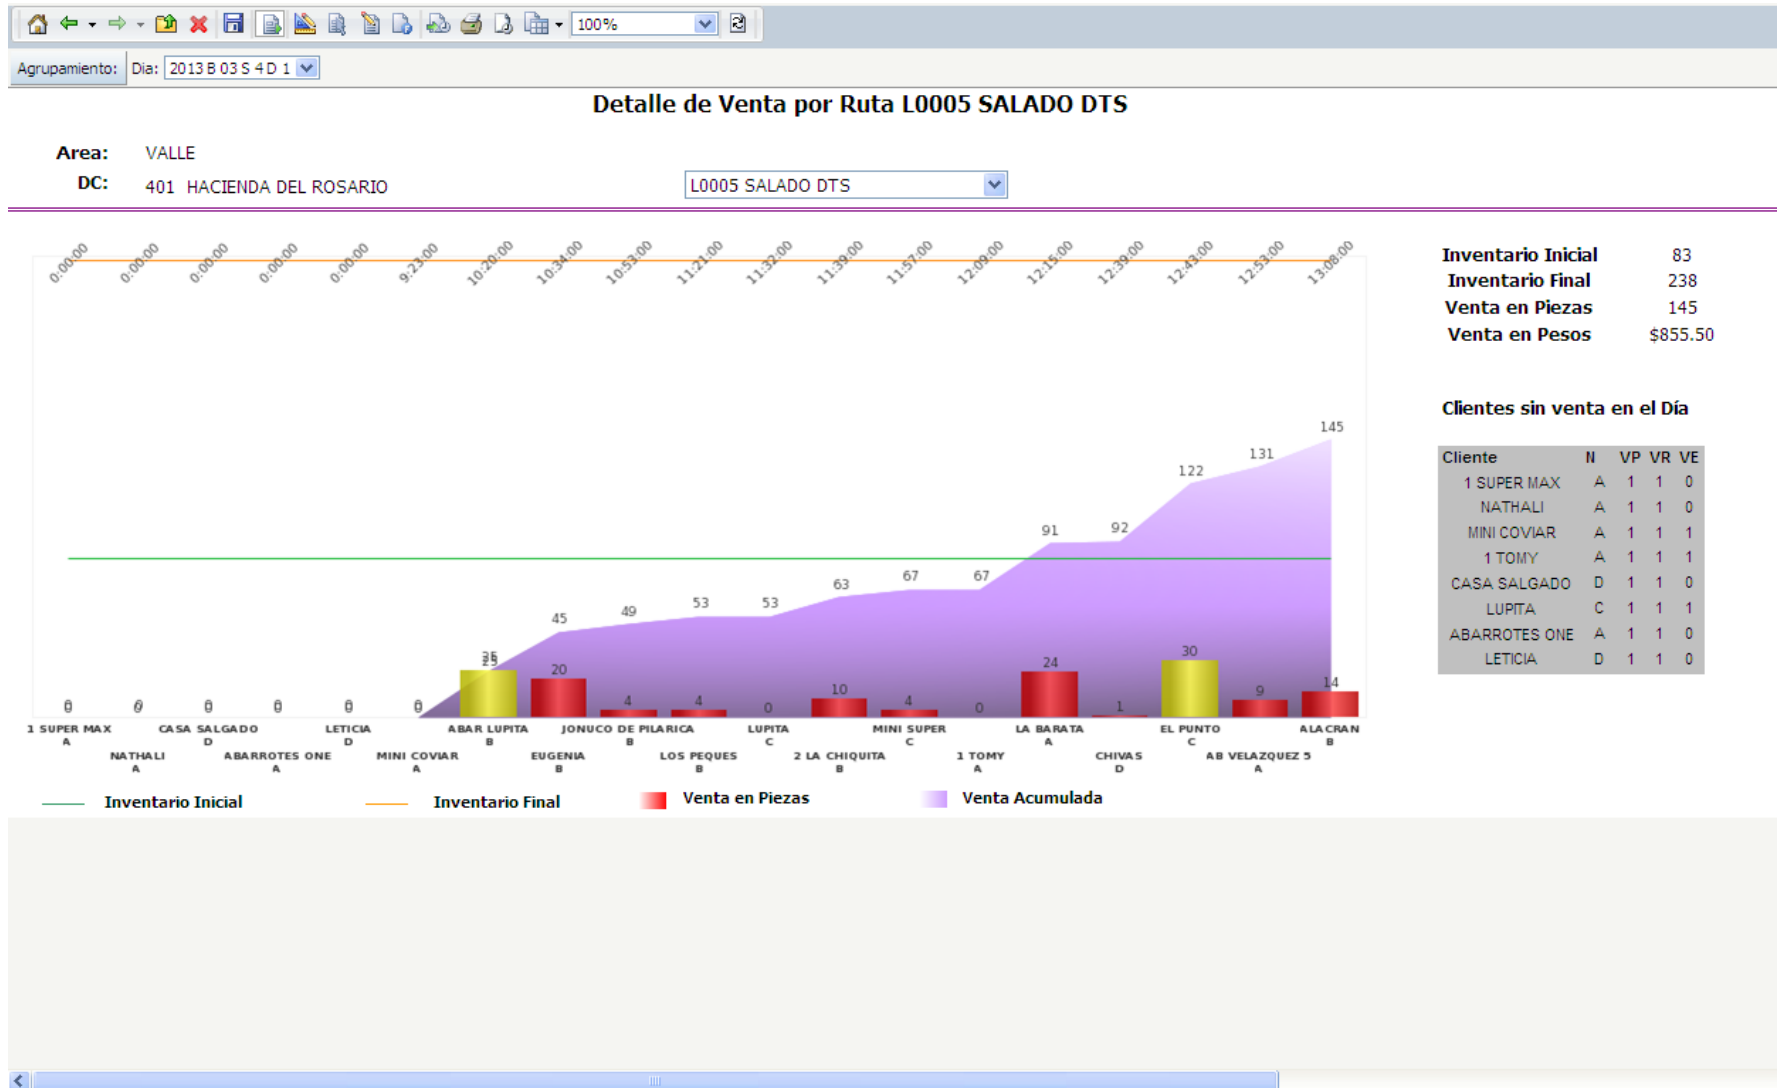 100%
Agrupamiento: Dia: 2013 B 03 S 4 D 1
Detalle de Venta por Ruta L0005 SALADO DTS
Area: VALLE
DC: 401 HACIENDA DEL ROSARIO
L0005 SALADO DTS
0:00:00 0:00:00 0:00:00 0:00:00 0:00:00 9:23:00 10:20:00 10:34:00 10:53:00 11:21:00 11:32:00 11:39:00 11:57:00 12:09:00 12:15:00 12:39:00 12:43:00 12:53:00 13:08:00
145
131
122
91 92
63 67 67
45 49 53 53
0 0 0 0 0 0 25 20 4 4 0 10 4 0 24 1 30 9 14
1 SUPER MAX A
NATHALI A
CASA SALGADO D
ABARROTES ONE A
LETICIA D
MINI COVIAR A
ABAR LUPITA B
EUGENIA B
JONUCO DE PILARICA B
LOS PEQUES B
LUPITA C
2 LA CHIQUITA B
MINI SUPER C
1 TOMY A
LA BARATA A
CHIVAS D
EL PUNTO C
AB VELAZQUEZ 5 A
ALACRAN B
Inventario Inicial Inventario Final Venta en Piezas Venta Acumulada
Inventario Inicial 83
Inventario Final 238
Venta en Piezas 145
Venta en Pesos $855.50
Clientes sin venta en el Día
Cliente N VP VR VE
1 SUPER MAX A 1 1 0
NATHALI A 1 1 0
MINI COVIAR A 1 1 1
1 TOMY A 1 1 1
CASA SALGADO D 1 1 0
LUPITA C 1 1 1
ABARROTES ONE A 1 1 0
LETICIA D 1 1 0